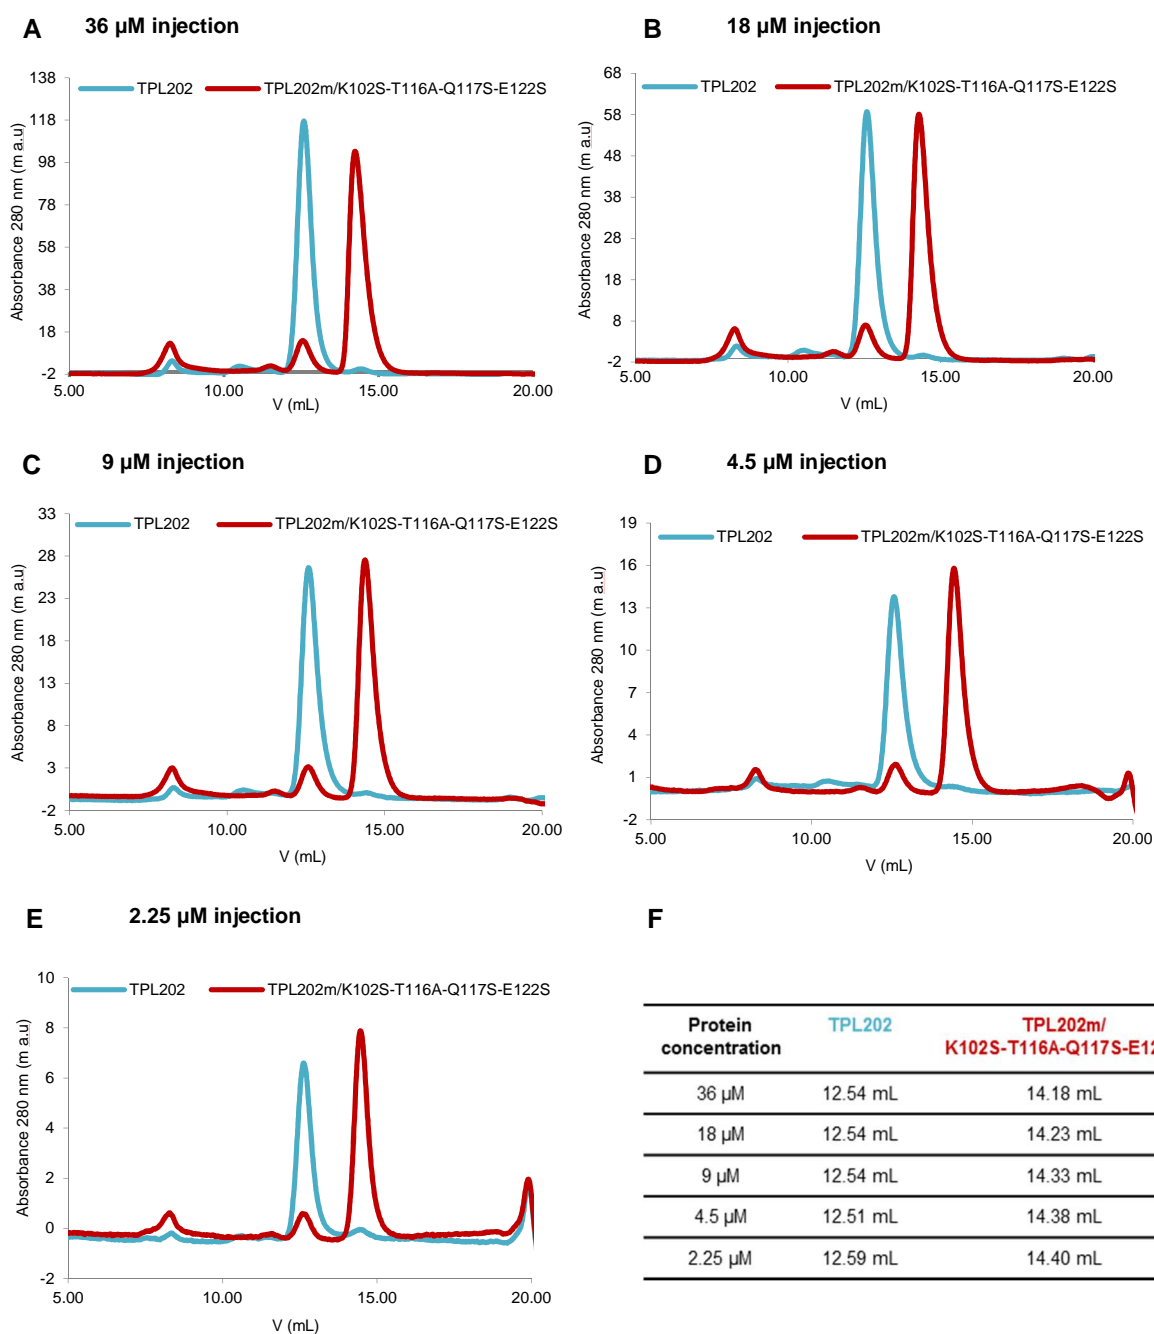 A 36 µM injection
138
118
98
78
58
38
18
-2
TPL202 TPL202m/K102S-T116A-Q117S-E122S
Absorbance 280 nm (m a.u)
5.00 10.00 15.00 20.00
V (mL)
B 18 µM injection
68
58
48
38
28
18
8
-2
TPL202 TPL202m/K102S-T116A-Q117S-E122S
Absorbance 280 nm (m a.u)
5.00 10.00 15.00 20.00
V (mL)
C 9 µM injection
33
28
23
18
13
8
3
-2
TPL202 TPL202m/K102S-T116A-Q117S-E122S
Absorbance 280 nm (m a.u)
5.00 10.00 15.00 20.00
V (mL)
D 4.5 µM injection
19
16
13
10
7
4
1
-2
TPL202 TPL202m/K102S-T116A-Q117S-E122S
Absorbance 280 nm (m a.u)
5.00 10.00 15.00 20.00
V (mL)
E 2.25 µM injection
10
8
6
4
2
0
-2
TPL202 TPL202m/K102S-T116A-Q117S-E122S
Absorbance 280 nm (m a.u)
5.00 10.00 15.00 20.00
V (mL)
F
Protein TPL202 TPL202m/
concentration K102S-T116A-Q117S-E12
36 µM 12.54 mL 14.18 mL
18 µM 12.54 mL 14.23 mL
9 µM 12.54 mL 14.33 mL
4.5 µM 12.51 mL 14.38 mL
2.25 µM 12.59 mL 14.40 mL